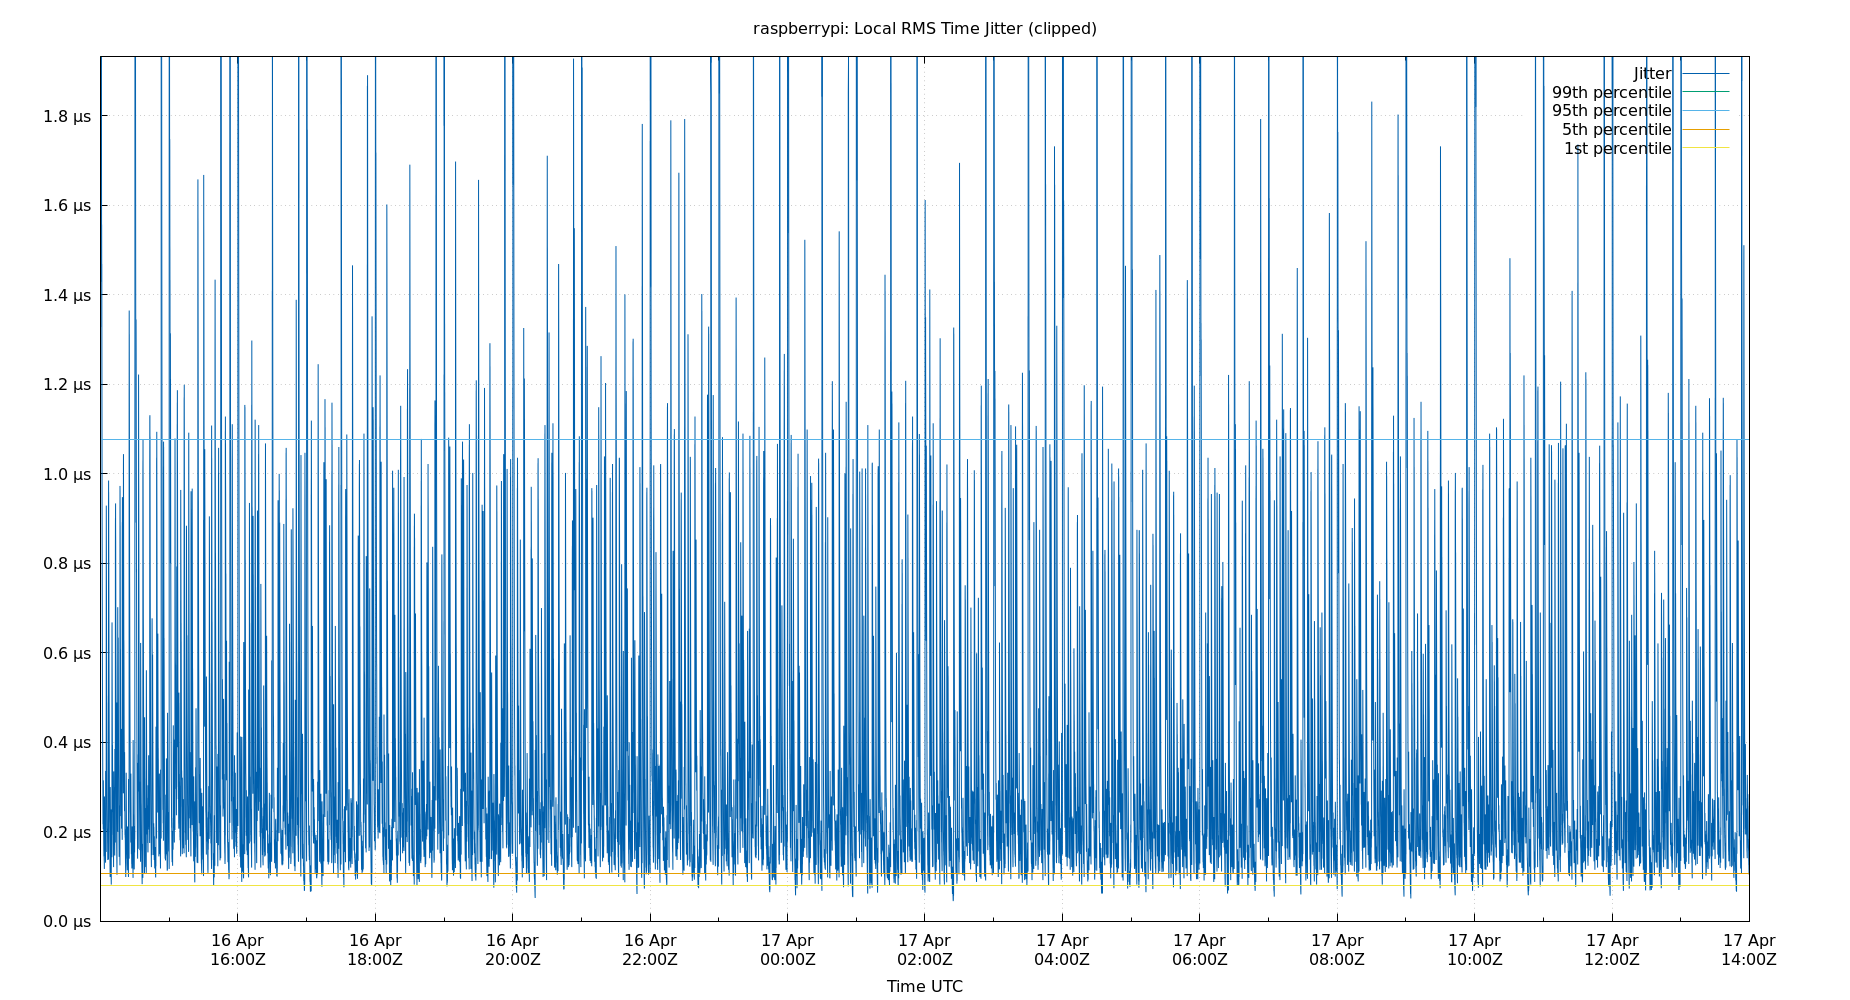 raspberrypi: Local RMS Time Jitter (clipped)
Jitter
99th percentile
95th percentile
5th percentile
1st percentile
1.8 µs
1.6 µs
1.4 µs
1.2 µs
1.0 µs
0.8 µs
0.6 µs
0.4 µs
0.2 µs
0.0 µs
16 Apr 16 Apr 16 Apr 16 Apr 17 Apr 17 Apr 17 Apr 17 Apr 17 Apr 17 Apr 17 Apr 17 Apr
16:00Z 18:00Z 20:00Z 22:00Z 00:00Z 02:00Z 04:00Z 06:00Z 08:00Z 10:00Z 12:00Z 14:00Z
Time UTC